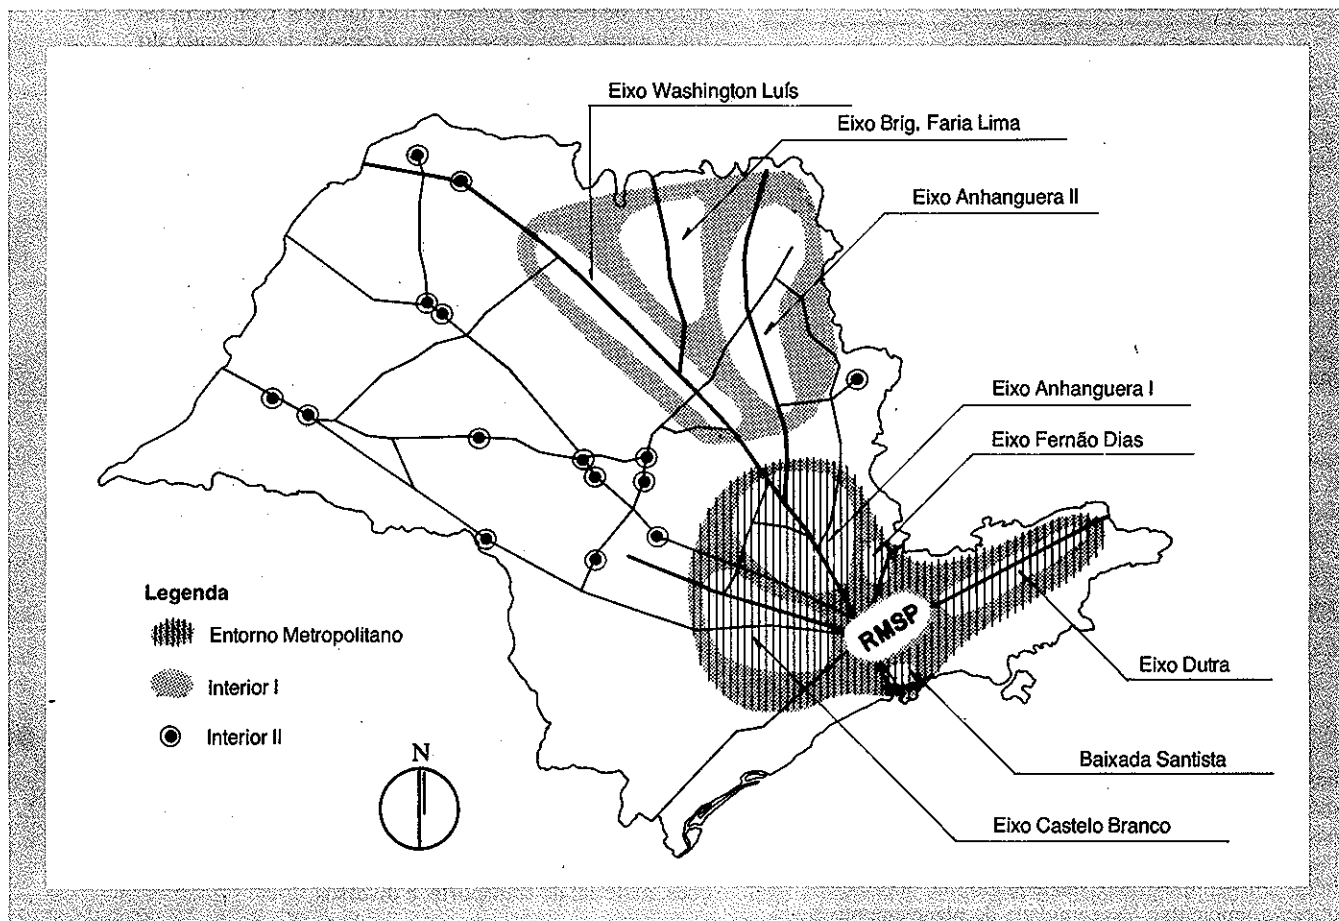 Eixo Washington Luís
Eixo Brig. Faria Lima
Eixo Anhanguera II
Eixo Anhanguera I
Eixo Fernão Dias
RMSP
Eixo Dutra
Baixada Santista
Eixo Castelo Branco
Legenda
Entorno Metropolitano
Interior I
Interior II
N